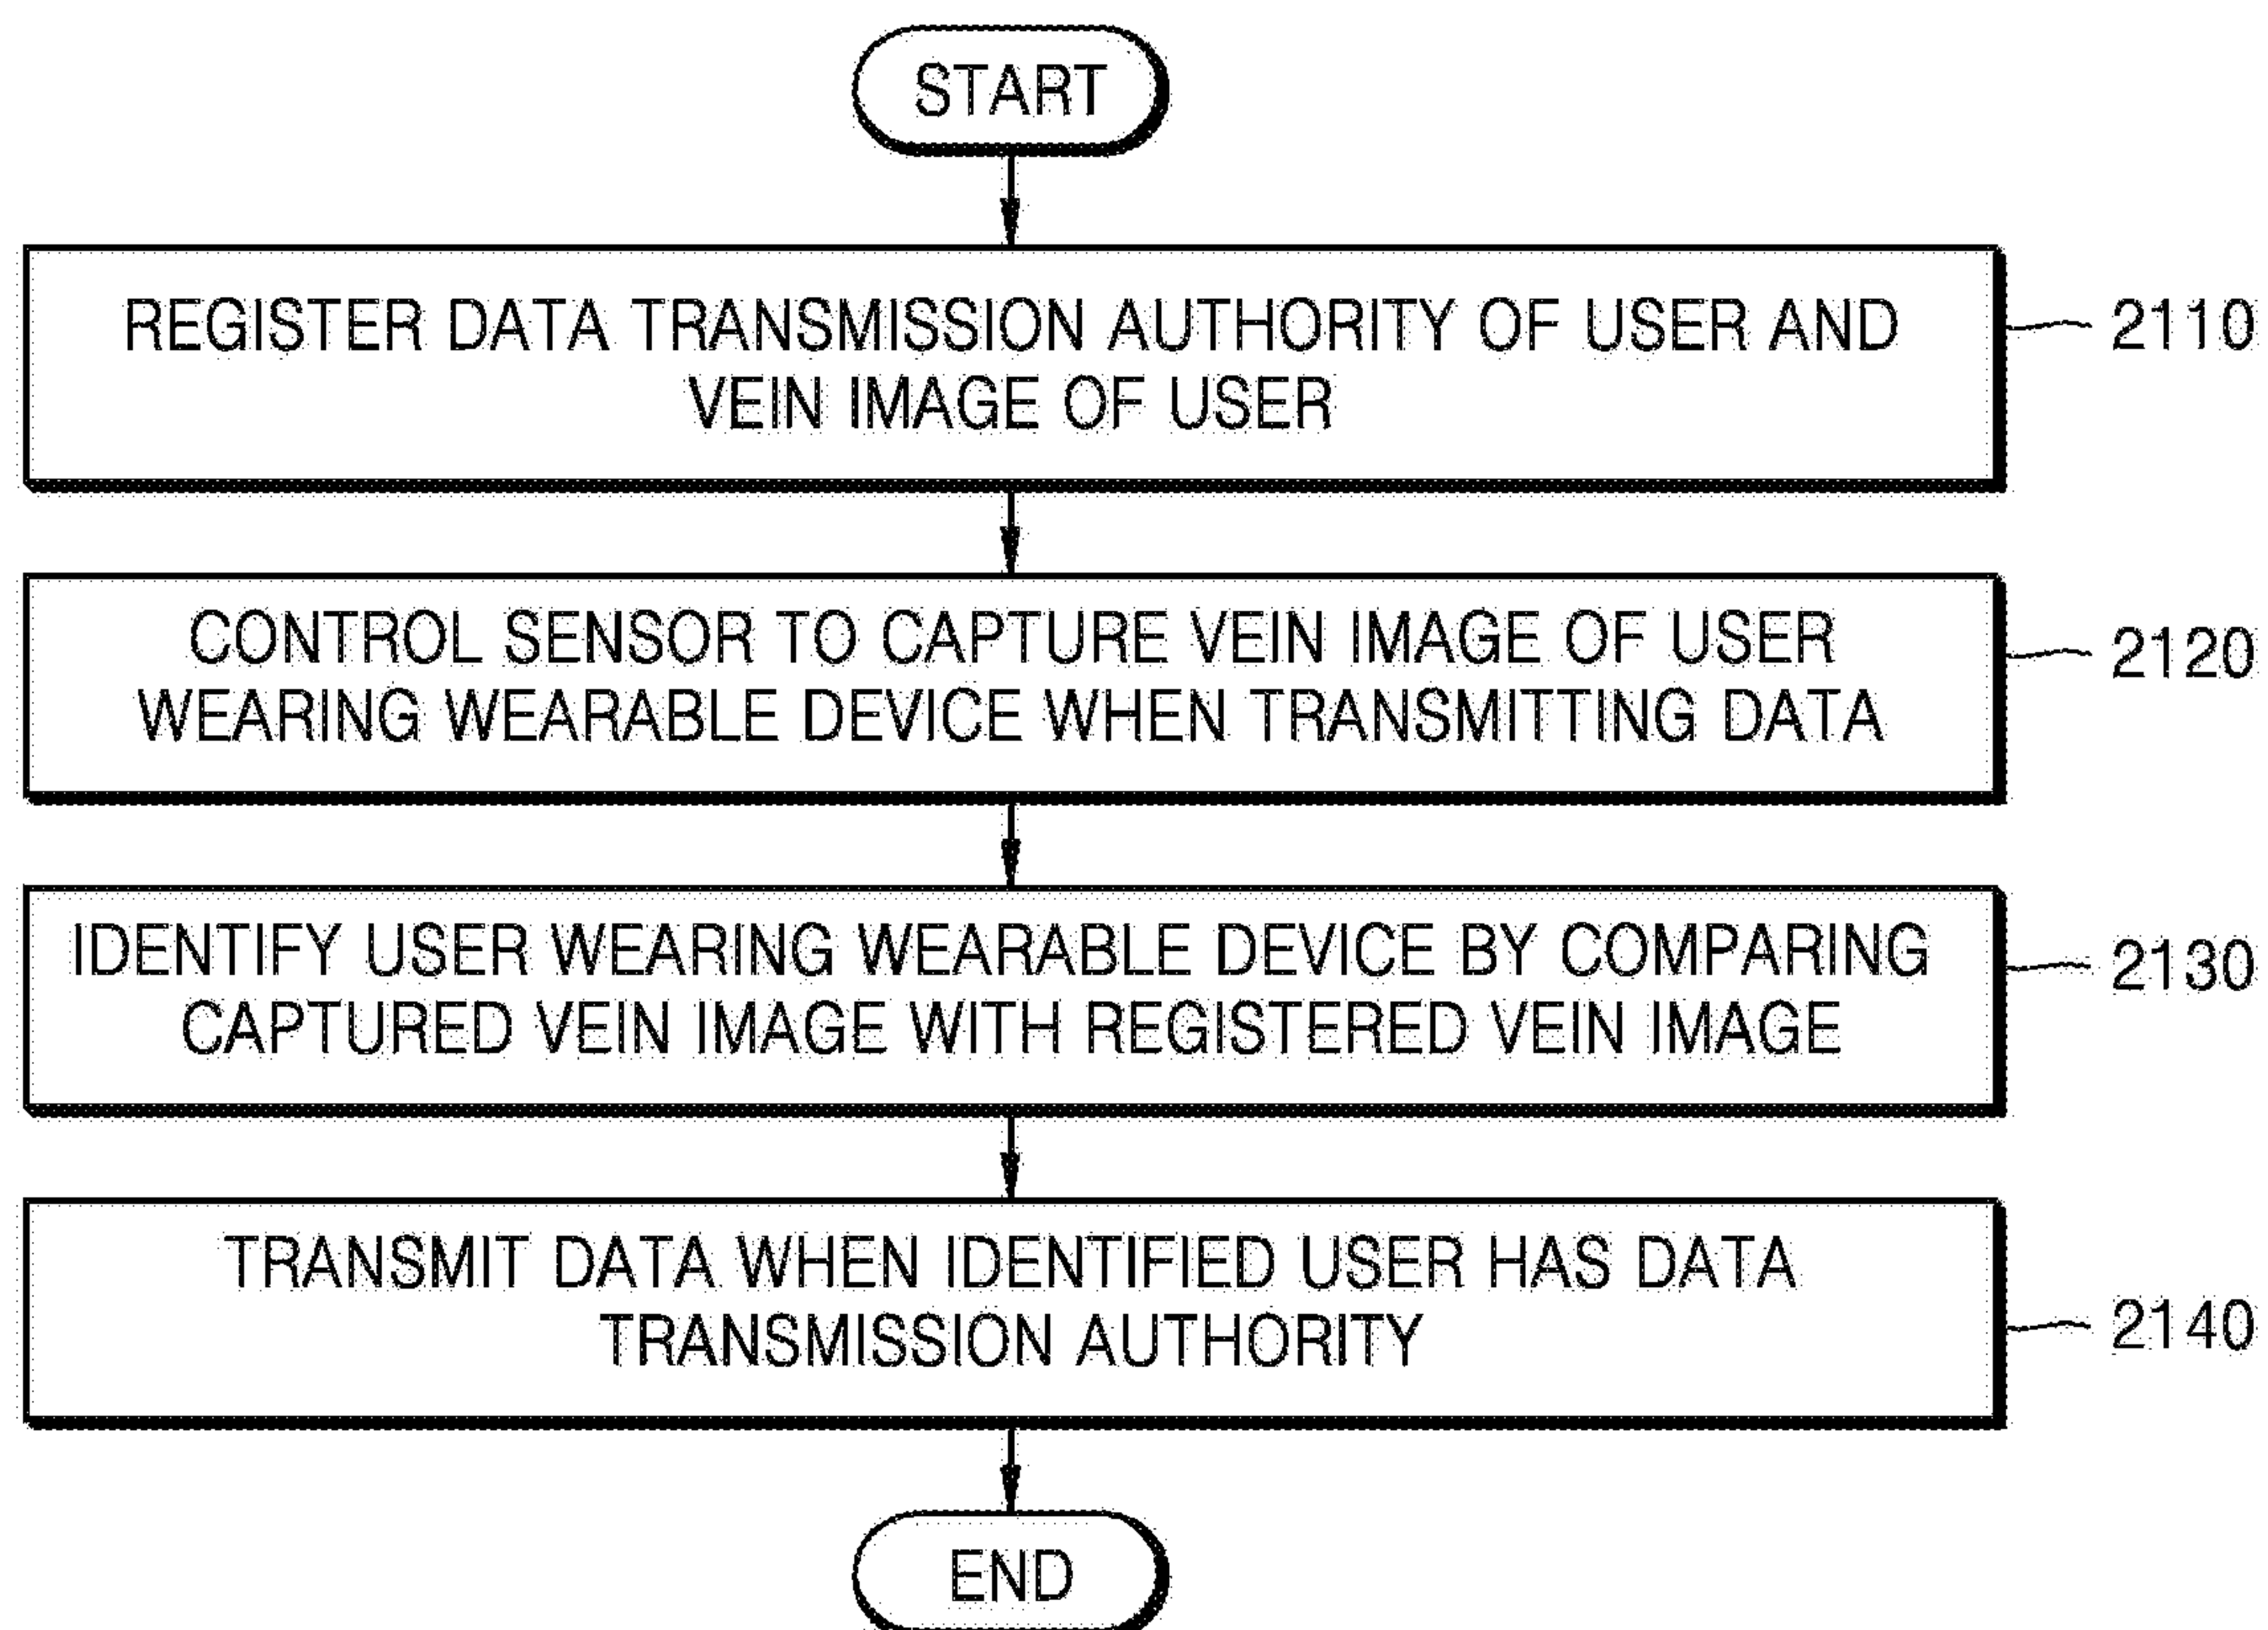 START
REGISTER DATA TRANSMISSION AUTHORITY OF USER AND
VEIN IMAGE OF USER
2110
CONTROL SENSOR TO CAPTURE VEIN IMAGE OF USER
WEARING WEARABLE DEVICE WHEN TRANSMITTING DATA
2120
IDENTIFY USER WEARING WEARABLE DEVICE BY COMPARING
CAPTURED VEIN IMAGE WITH REGISTERED VEIN IMAGE
2130
TRANSMIT DATA WHEN IDENTIFIED USER HAS DATA
TRANSMISSION AUTHORITY
2140
END